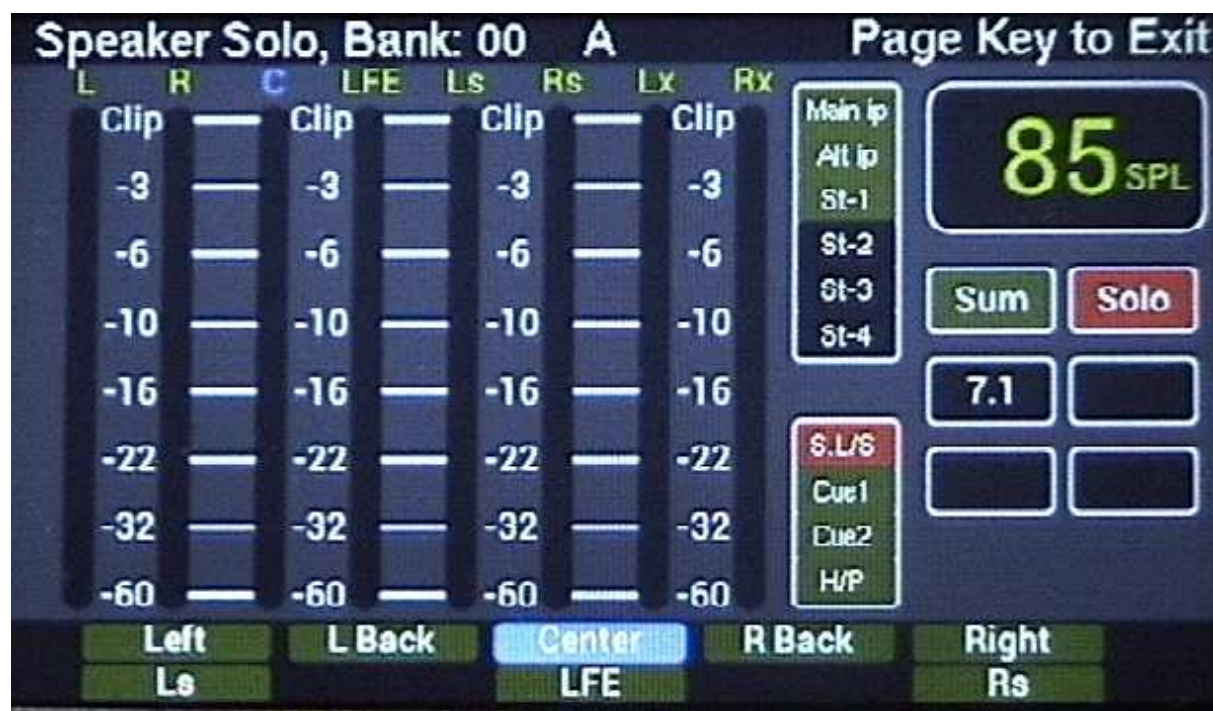 Speaker Solo, Bank: 00 A Page Key to Exit
L R C LFE Ls Rs Lx Rx
Clip Clip Clip Clip
-3 -3 -3 -3
-6 -6 -6 -6
-10 -10 -10 -10
-16 -16 -16 -16
-22 -22 -22 -22
-32 -32 -32 -32
-60 -60 -60 -60
Main ip
Alt ip
St-1
St-2
St-3
St-4
S.L/S
Cue1
Cue2
H/P
85 SPL
Sum Solo
7.1
Left L Back Center R Back Right
Ls LFE Rs